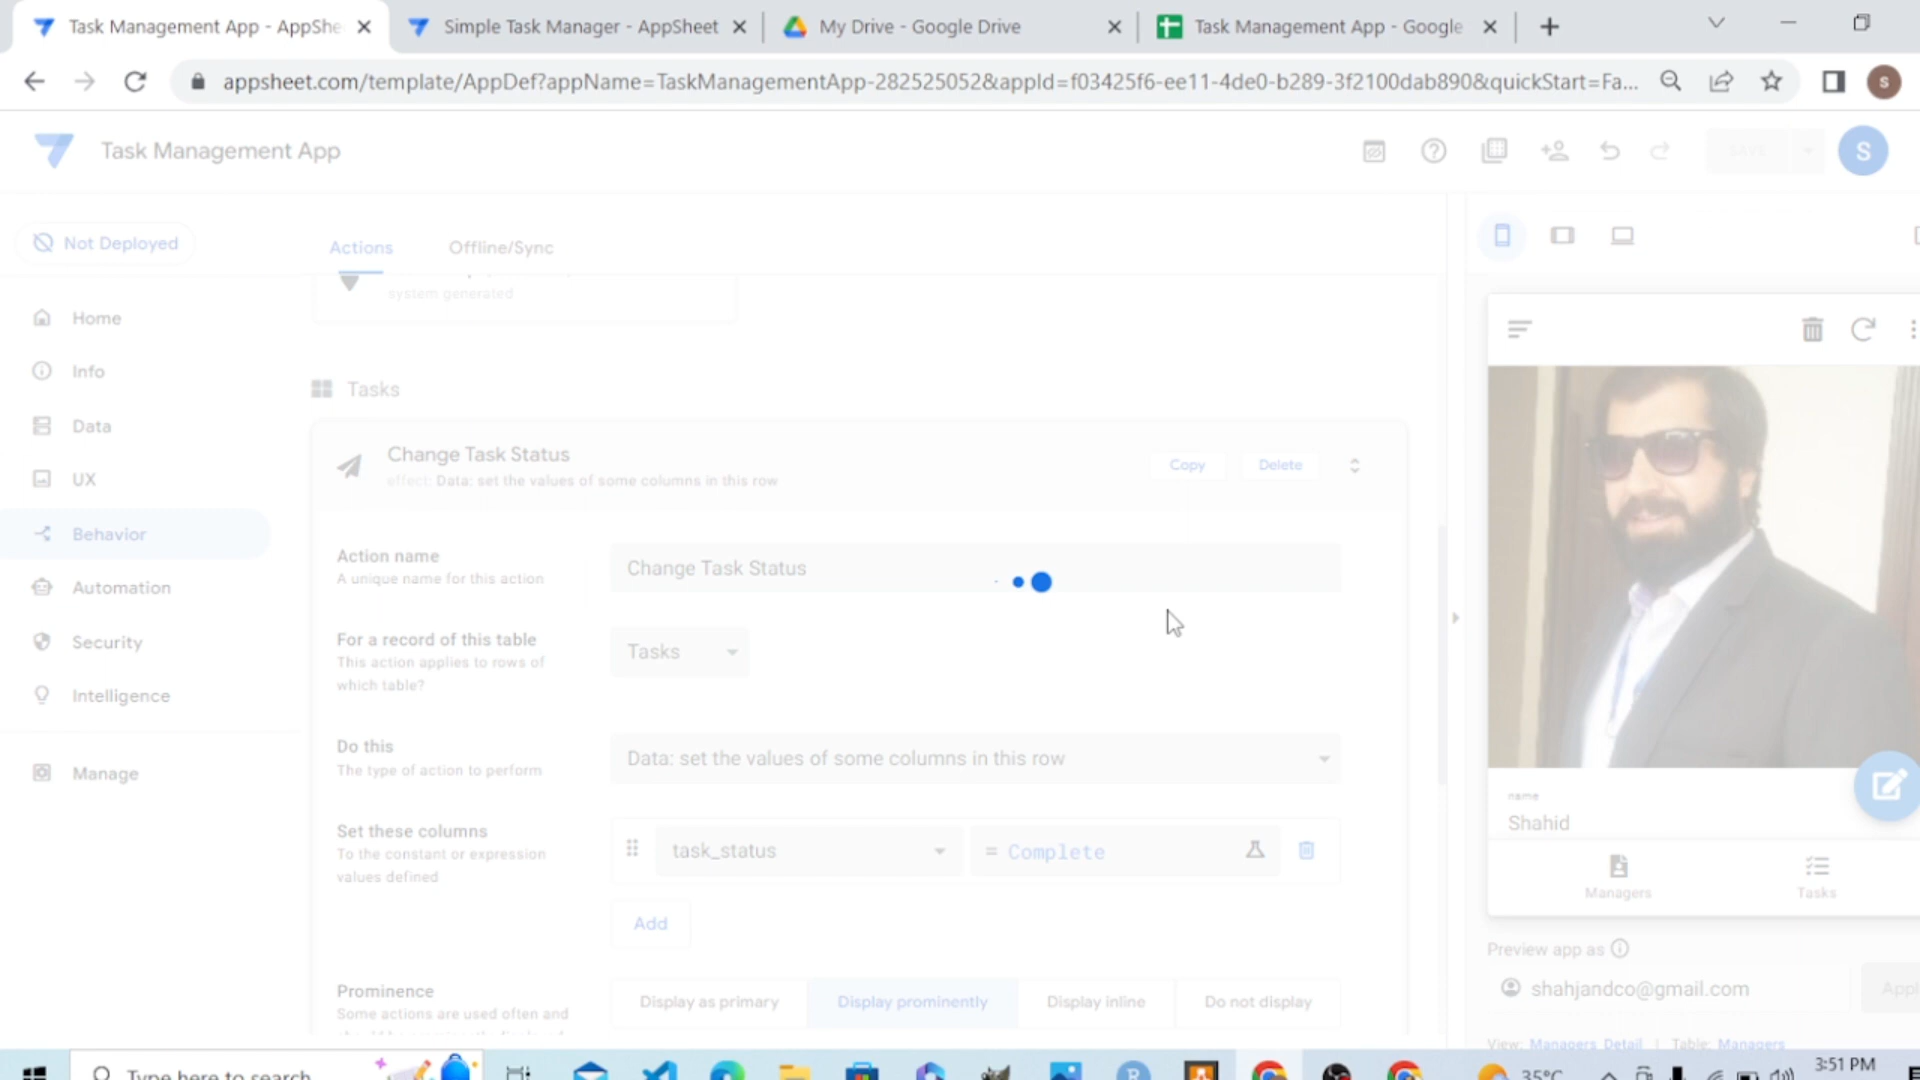 Task Management App - AppShe
Simple Task Manager - AppSheet
My Drive - Google Drive
Task Management App - Google
appsheet.com/template/AppDef?appName=TaskManagementApp-282525052&appId=f03425f6-ee11-4de0-b289-3f2100dab890&quickStart=Fa...
S
Task Management App
SAVE
S
Not Deployed
Actions
Offline/Sync
system generated
Home
Info
Data
UX
Behavior
Automation
Security
Intelligence
Manage
Tasks
Change Task Status
effect: Data: set the values of some columns in this row
Copy
Delete
Action name
A unique name for this action
Change Task Status
For a record of this table
This action applies to rows of
which table?
Tasks
Do this
The type of action to perform
Data: set the values of some columns in this row
Set these columns
To the constant or expression
values defined
task_status
= Complete
Add
Prominence
Some actions are used often and
Display as primary
Display prominently
Display inline
Do not display
name
Shahid
Managers
Tasks
Preview app as
shahjandco@gmail.com
Appl
View: Managers_Detail | Table: Managers
Type here to search
35°C
3:51 PM